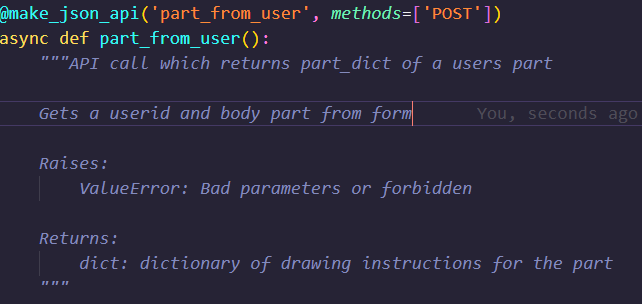 @make_json_api('part_from_user', methods=['POST'])
async def part_from_user():
"""API call which returns part_dict of a users part
Gets a userid and body part from form You, seconds ago
Raises:
ValueError: Bad parameters or forbidden
Returns:
dict: dictionary of drawing instructions for the part
"""